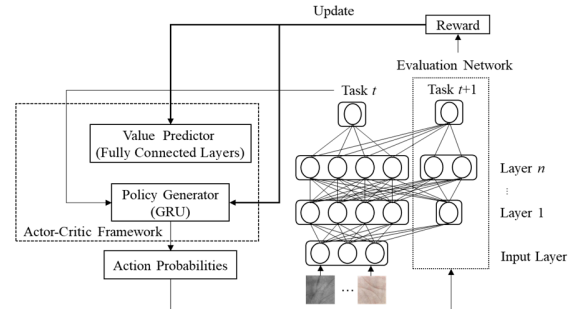 Update
Reward
Evaluation Network
Task t
Task t+1
Value Predictor
(Fully Connected Layers)
Layer n
⋮
Policy Generator
(GRU)
Layer 1
Actor-Critic Framework
Input Layer
Action Probabilities
...